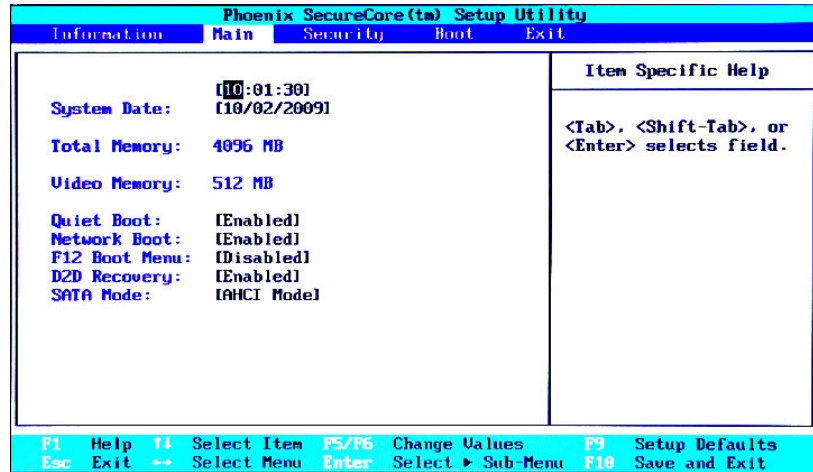 Phoenix SecureCore(tm) Setup Utility
Information Main Security Boot Exit
Item Specific Help
[10:01:30]
System Date: [10/02/2009]
<Tab>, <Shift-Tab>, or
<Enter> selects field.
Total Memory: 4096 MB
Video Memory: 512 MB
Quiet Boot: [Enabled]
Network Boot: [Enabled]
F12 Boot Menu: [Disabled]
D2D Recovery: [Enabled]
SATA Mode: [AHCI Mode]
F1 Help ↑↓ Select Item F5/F6 Change Values F9 Setup Defaults
Esc Exit ↔ Select Menu Enter Select ▶ Sub-Menu F10 Save and Exit